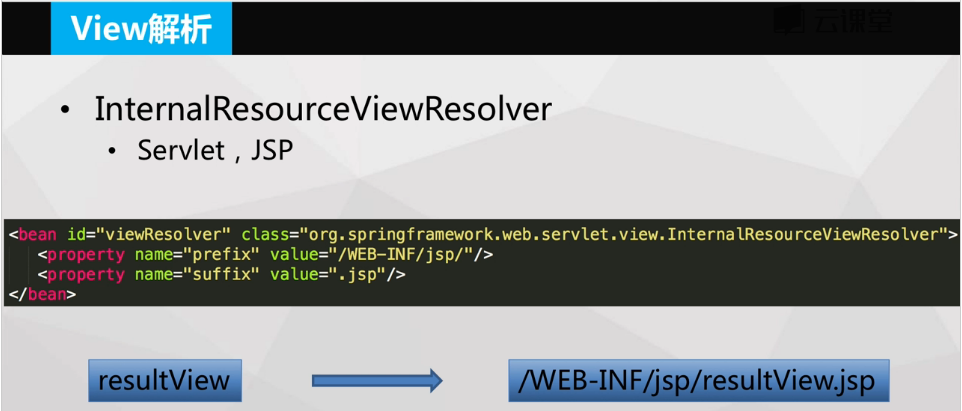 View解析
云课堂
• InternalResourceViewResolver
• Servlet，JSP
<bean id="viewResolver" class="org.springframework.web.servlet.view.InternalResourceViewResolver">
<property name="prefix" value="/WEB-INF/jsp/"/>
<property name="suffix" value=".jsp"/>
</bean>
resultView
/WEB-INF/jsp/resultView.jsp